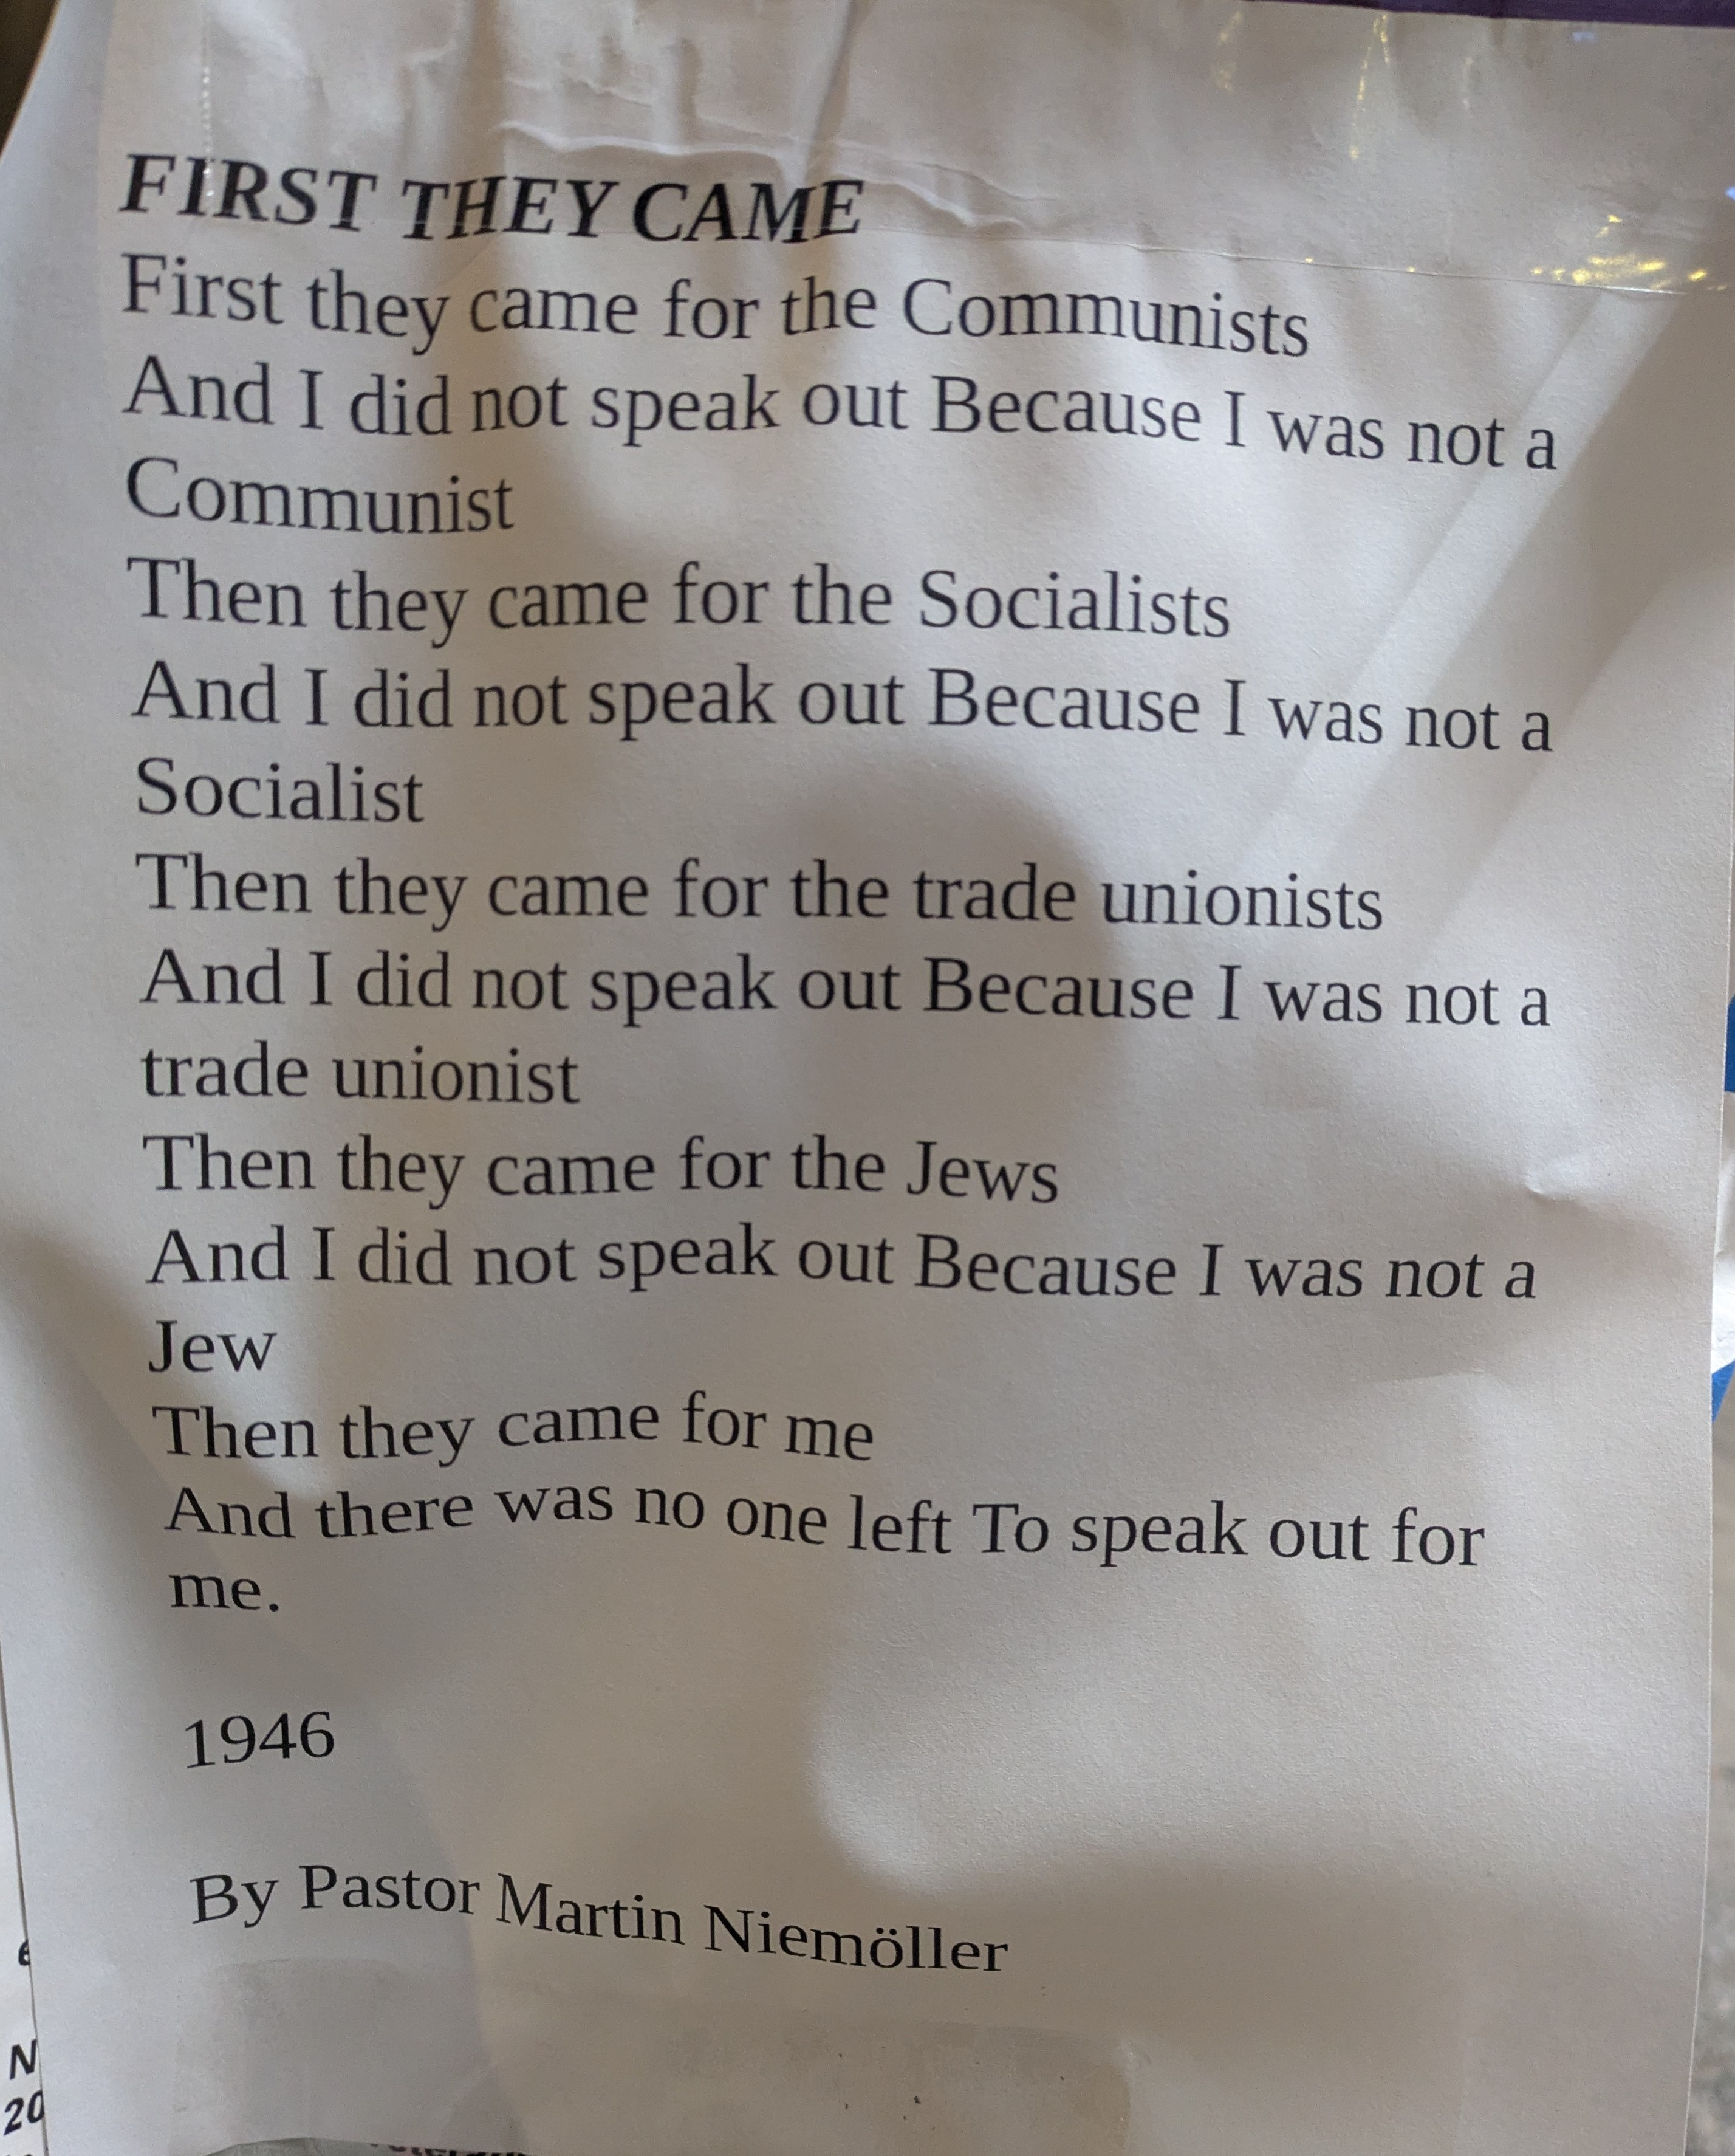 FIRST THEY CAME
First they came for the Communists
And I did not speak out Because I was not a
Communist
Then they came for the Socialists
And I did not speak out Because I was not a
Socialist
Then they came for the trade unionists
And I did not speak out Because I was not a
trade unionist
Then they came for the Jews
And I did not speak out Because I was not a
Jew
Then they came for me
And there was no one left To speak out for
me.
1946
By Pastor Martin Niemöller
N
20